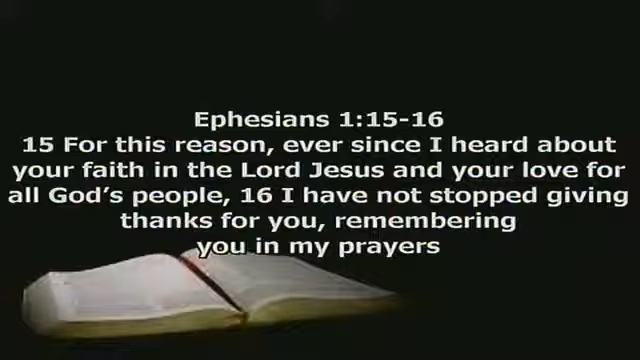 Ephesians 1:15-16
15 For this reason, ever since I heard about
your faith in the Lord Jesus and your love for
all God’s people, 16 I have not stopped giving
thanks for you, remembering
you in my prayers